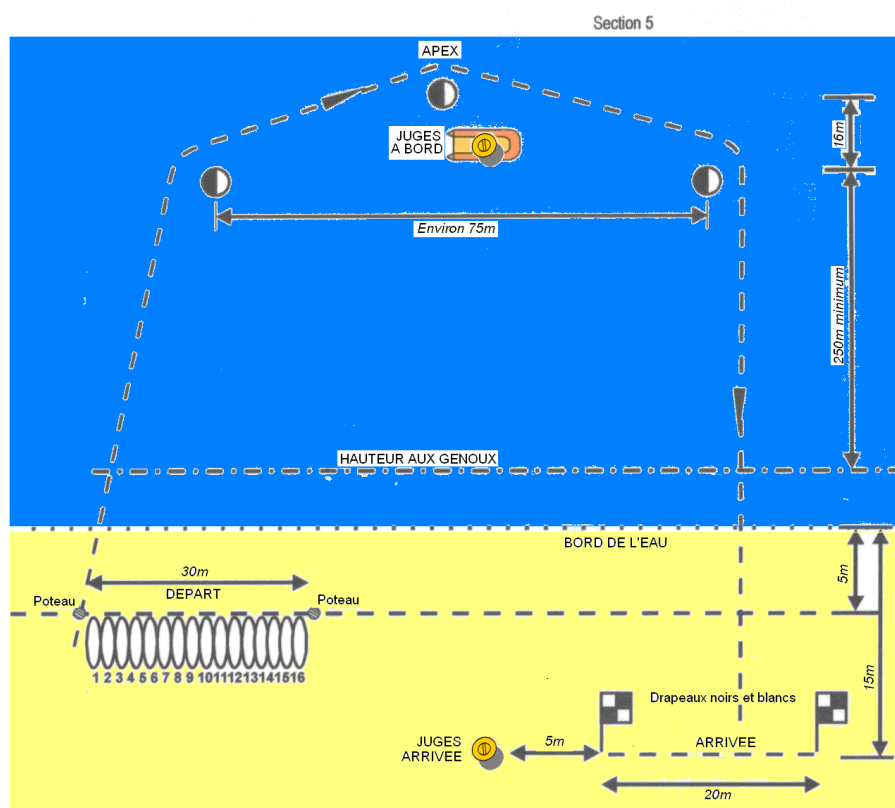 Section 5
APEX
JUGES
A BORD
16m
Environ 75m
250m minimum
HAUTEUR AUX GENOUX
BORD DE L'EAU
30m
5m
DEPART
Poteau
Poteau
1 2 3 4 5 6 7 8 9 10 11 12 13 14 15 16
15m
Drapeaux noirs et blancs
JUGES
ARRIVEE
5m
ARRIVEE
20m